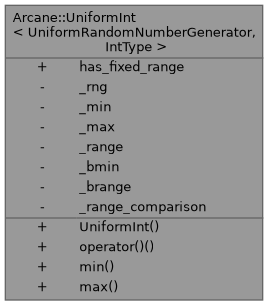 Arcane::UniformInt
< UniformRandomNumberGenerator,
IntType >
+ has_fixed_range
- _rng
- _min
- _max
- _range
- _bmin
- _brange
- _range_comparison
+ UniformInt()
+ operator()()
+ min()
+ max()